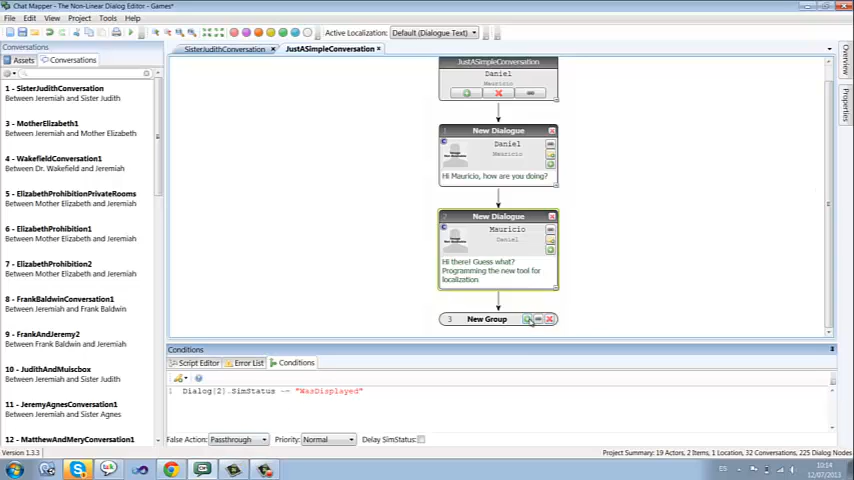 Chat Mapper - The Non-Linear Dialog Editor - Games*
File Edit View Project Tools Help
Active Localization: Default (Dialogue Text)
Conversations
SisterJudithConversation
JustASimpleConversation
Assets
Conversations
1 - SisterJudithConversation
Between Jeremiah and Sister Judith
3 - MotherElizabeth1
Between Jeremiah and Mother Elizabeth
4 - WakefieldConversation1
Between Dr. Wakefield and Jeremiah
5 - ElizabethProhibitionPrivateRooms
Between Mother Elizabeth and Jeremiah
6 - ElizabethProhibition1
Between Mother Elizabeth and Jeremiah
7 - ElizabethProhibition2
Between Mother Elizabeth and Jeremiah
8 - FrankBaldwinConversation1
Between Jeremiah and Frank Baldwin
9 - FrankAndJeremy2
Between Frank Baldwin and Jeremiah
10 - JudithAndMuiscbox
Between Jeremiah and Sister Judith
11 - JeremyAgnesConversation1
Between Jeremiah and Sister Agnes
12 - MatthewAndMeryConversation1
JustASimpleConversation
Daniel
Mauricio
1 New Dialogue
Daniel
Mauricio
Hi Mauricio, how are you doing?
2 New Dialogue
Mauricio
Daniel
Hi there! Guess what?
Programming the new tool for
localization
3 New Group
Overview
Properties
Conditions
Script Editor
Error List
Conditions
1 Dialog[2].SimStatus ~= "WasDisplayed"
False Action: Passthrough Priority: Normal Delay SimStatus:
Version 1.3.3
Project Summary: 19 Actors, 2 Items, 1 Location, 32 Conversations, 225 Dialog Nodes
ES
10:14
12/07/2013